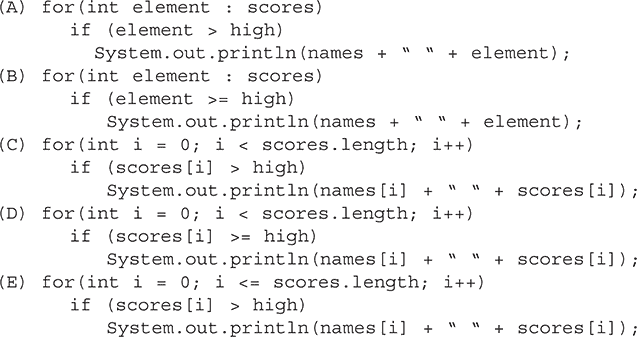 (A) for(int element : scores)
if (element > high)
System.out.println(names + “ “ + element);
(B) for(int element : scores)
if (element >= high)
System.out.println(names + “ “ + element);
(C) for(int i = 0; i < scores.length; i++)
if (scores[i] > high)
System.out.println(names[i] + “ “ + scores[i]);
(D) for(int i = 0; i < scores.length; i++)
if (scores[i] >= high)
System.out.println(names[i] + “ “ + scores[i]);
(E) for(int i = 0; i <= scores.length; i++)
if (scores[i] > high)
System.out.println(names[i] + “ “ + scores[i]);